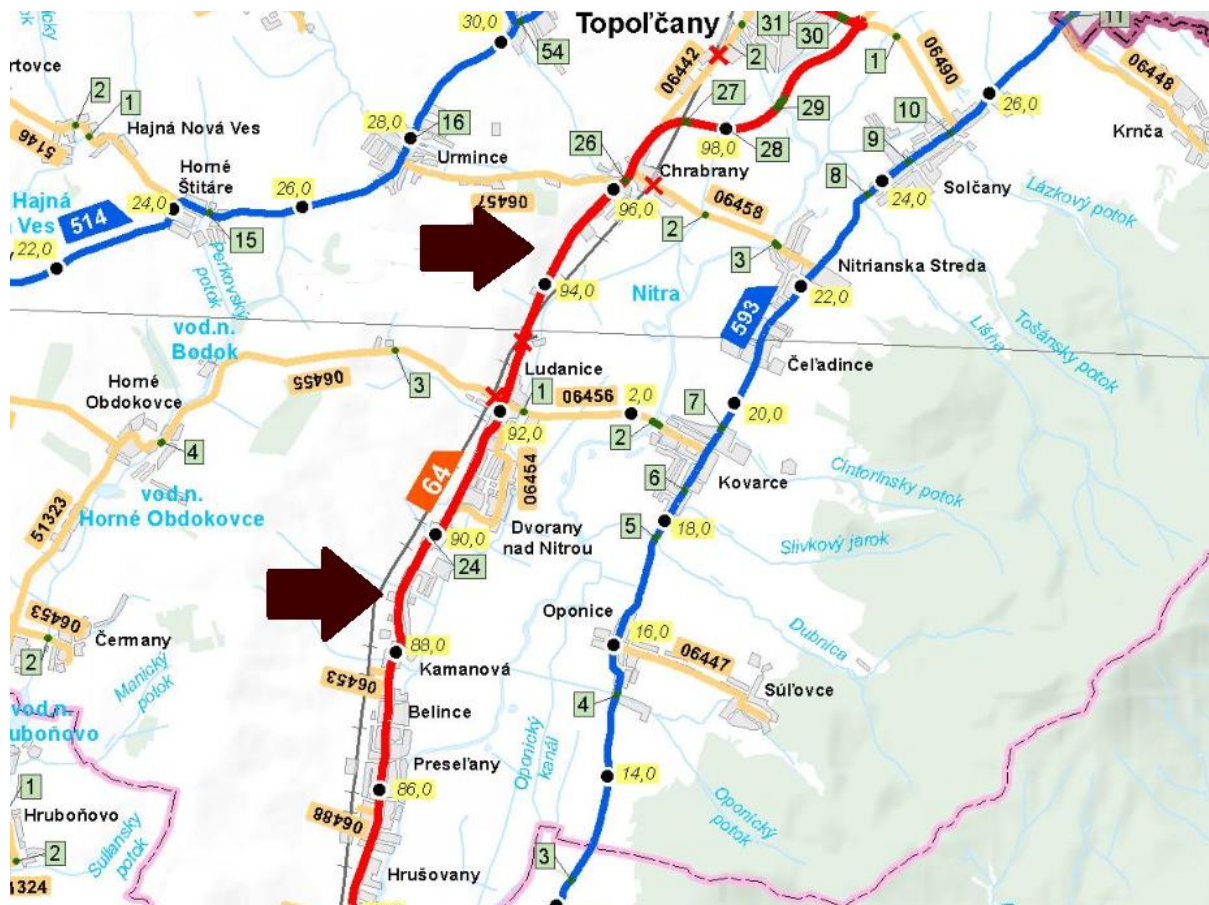 30,0
Topoľčany
31
30
11
54
06442
2
1
06490
06448
rtovce
2
1
Hajná Nová Ves
28,0
16
27
29
10
26,0
Krnča
5146
Urmince
26
98,0
28
9
Horné
Štitáre
Chrabrany
8
Solčany
Lázkový potok
Hajná
Ves
24,0
26,0
06457
96,0
06458
24,0
514
22,0
15
2
3
Nitrianska Streda
Perkovský
potok
94,0
Nitra
22,0
593
Líšňa
Tošánsky potok
vod.n.
Bodok
Ludanice
Čeľadince
Horné
Obdokovce
06455
3
1
06456
2,0
7
20,0
92,0
2
4
64
06454
6
Kovarce
Cintorínsky potok
vod.n.
Horné Obdokovce
51323
90,0
Dvorany
nad Nitrou
5
18,0
Slivkový jarok
24
Oponice
06453
Čermany
88,0
16,0
06447
Dubnica
2
Manický
potok
Kamanová
06453
Súľovce
4
vod.n.
uboňovo
Belince
Oponický
kanál
Preseľany
14,0
1
86,0
Oponický
potok
Hruboňovo
06488
2
Sulianský
potok
3
1324
Hrušovany